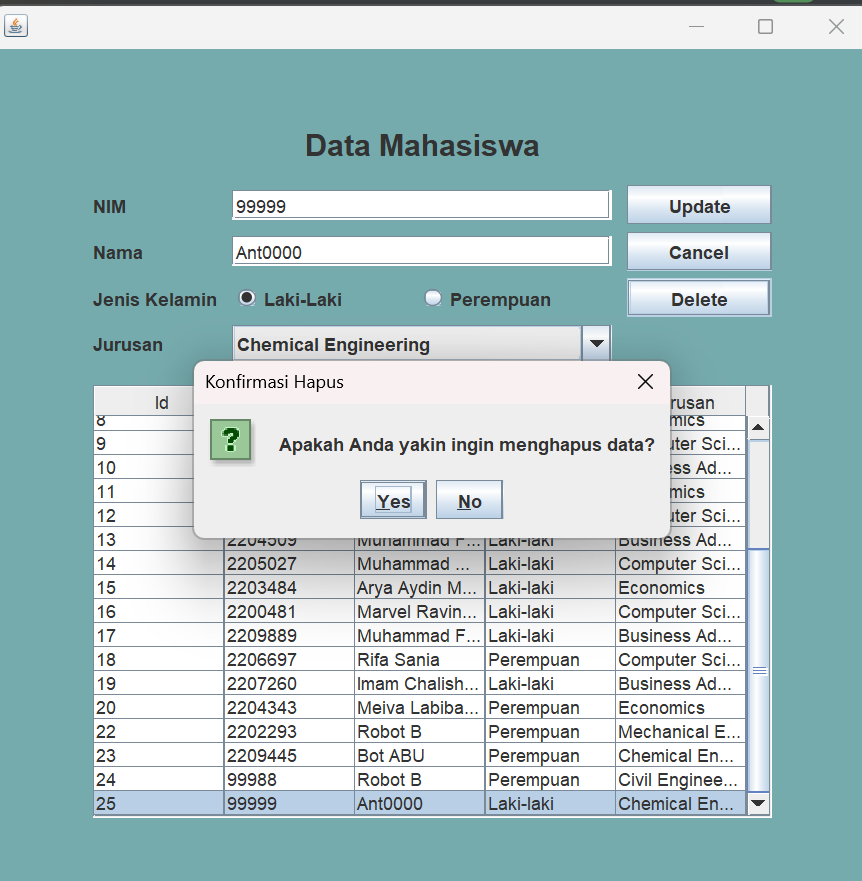 Data Mahasiswa
NIM 99999 Update
Nama Ant0000 Cancel
Jenis Kelamin Laki-Laki Perempuan Delete
Jurusan Chemical Engineering
Konfirmasi Hapus
Apakah Anda yakin ingin menghapus data?
Yes No
Id rusan
8 mics
9 uter Sci...
10 ss Ad...
11 mics
12 uter Sci...
13 2204509 Muhammad F... Laki-laki Business Ad...
14 2205027 Muhammad ... Laki-laki Computer Sci...
15 2203484 Arya Aydin M... Laki-laki Economics
16 2200481 Marvel Ravin... Laki-laki Computer Sci...
17 2209889 Muhammad F... Laki-laki Business Ad...
18 2206697 Rifa Sania Perempuan Computer Sci...
19 2207260 Imam Chalish... Laki-laki Business Ad...
20 2204343 Meiva Labiba... Perempuan Economics
22 2202293 Robot B Perempuan Mechanical E...
23 2209445 Bot ABU Perempuan Chemical En...
24 99988 Robot B Perempuan Civil Enginee...
25 99999 Ant0000 Laki-laki Chemical En...